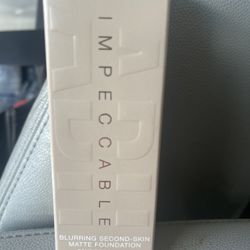 IMPECCABLE
BLURRING SECOND-SKIN
MATTE FOUNDATION